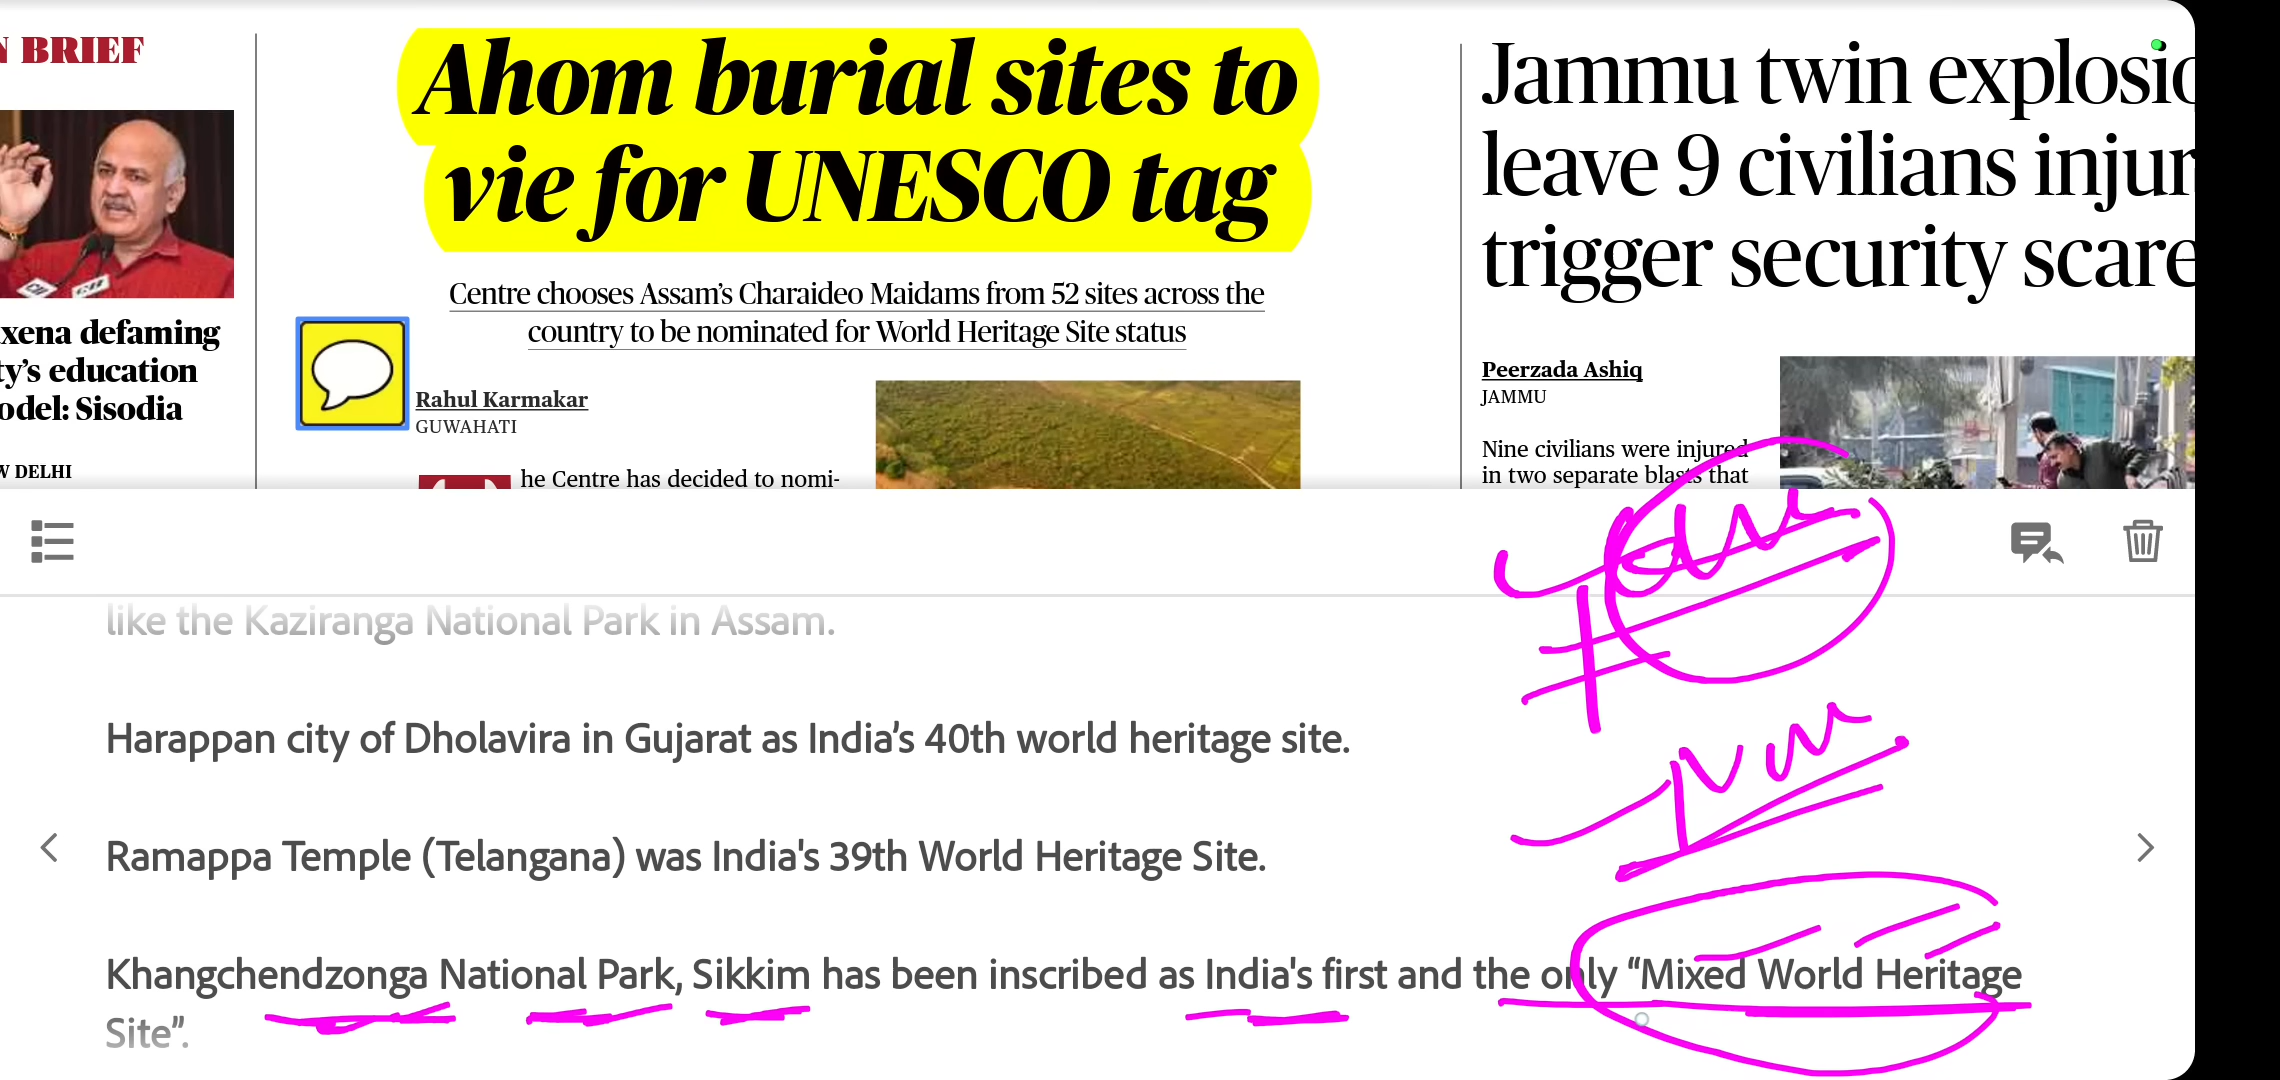 BRIEF
xena defaming
ty's education
odel: Sisodia
W DELHI
Ahom burial sites to
vie for UNESCO tag
Centre chooses Assam's Charaideo Maidams from 52 sites across the
country to be nominated for World Heritage Site status
Rahul Karmakar
GUWAHATI
he Centre has decided to nomi-
Jammu twin explosio
leave 9 civilians injur
trigger security scare
Peerzada Ashiq
JAMMU
Nine civilians were injured
in two separate blasts that
like the Kaziranga National Park in Assam.
Harappan city of Dholavira in Gujarat as India's 40th world heritage site.
Ramappa Temple (Telangana) was India's 39th World Heritage Site.
Khangchendzonga National Park, Sikkim has been inscribed as India's first and the only “Mixed World Heritage
Site”.